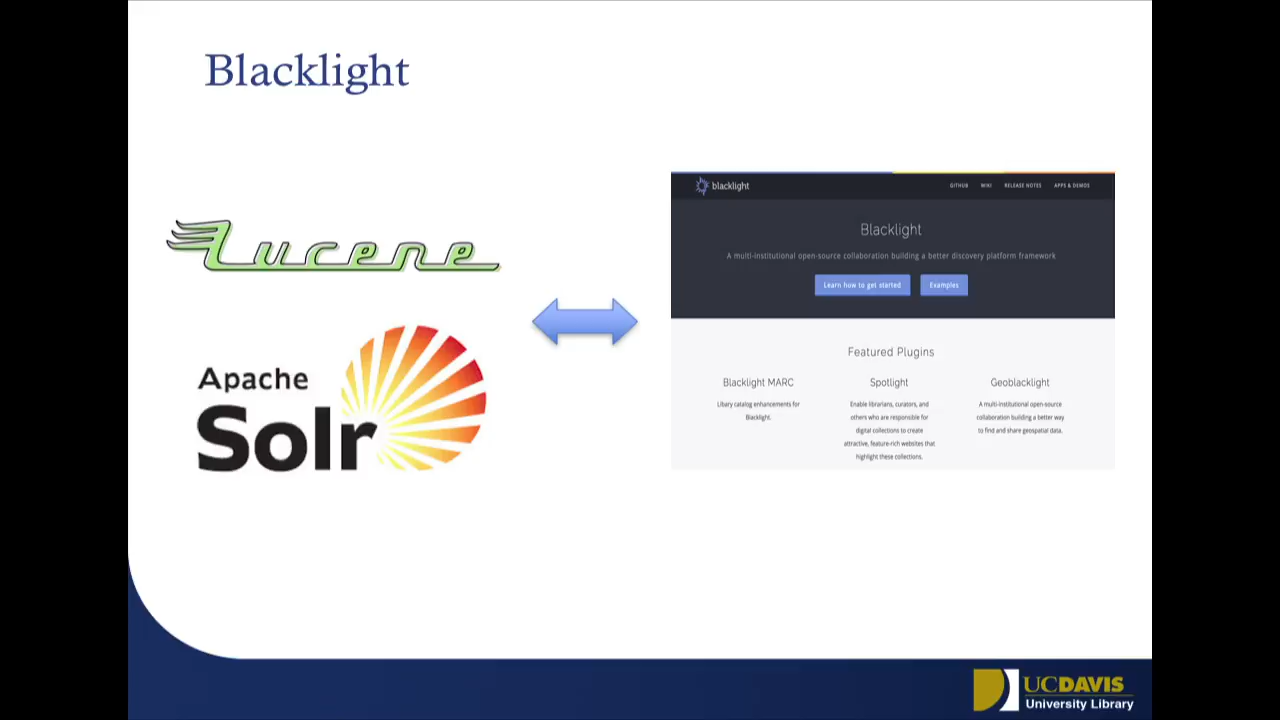 Blacklight
Lucene
Apache
Solr
blacklight
GITHUB WIKI RELEASE NOTES APPS & DEMOS
Blacklight
A multi-institutional open-source collaboration building a better discovery platform framework
Learn how to get started Examples
Featured Plugins
Blacklight MARC
Libary catalog enhancements for
Blacklight.
Spotlight
Enable librarians, curators, and
others who are responsible for
digital collections to create
attractive, feature-rich websites that
highlight these collections.
Geoblacklight
A multi-institutional open-source
collaboration building a better way
to find and share geospatial data.
UCDAVIS
University Library